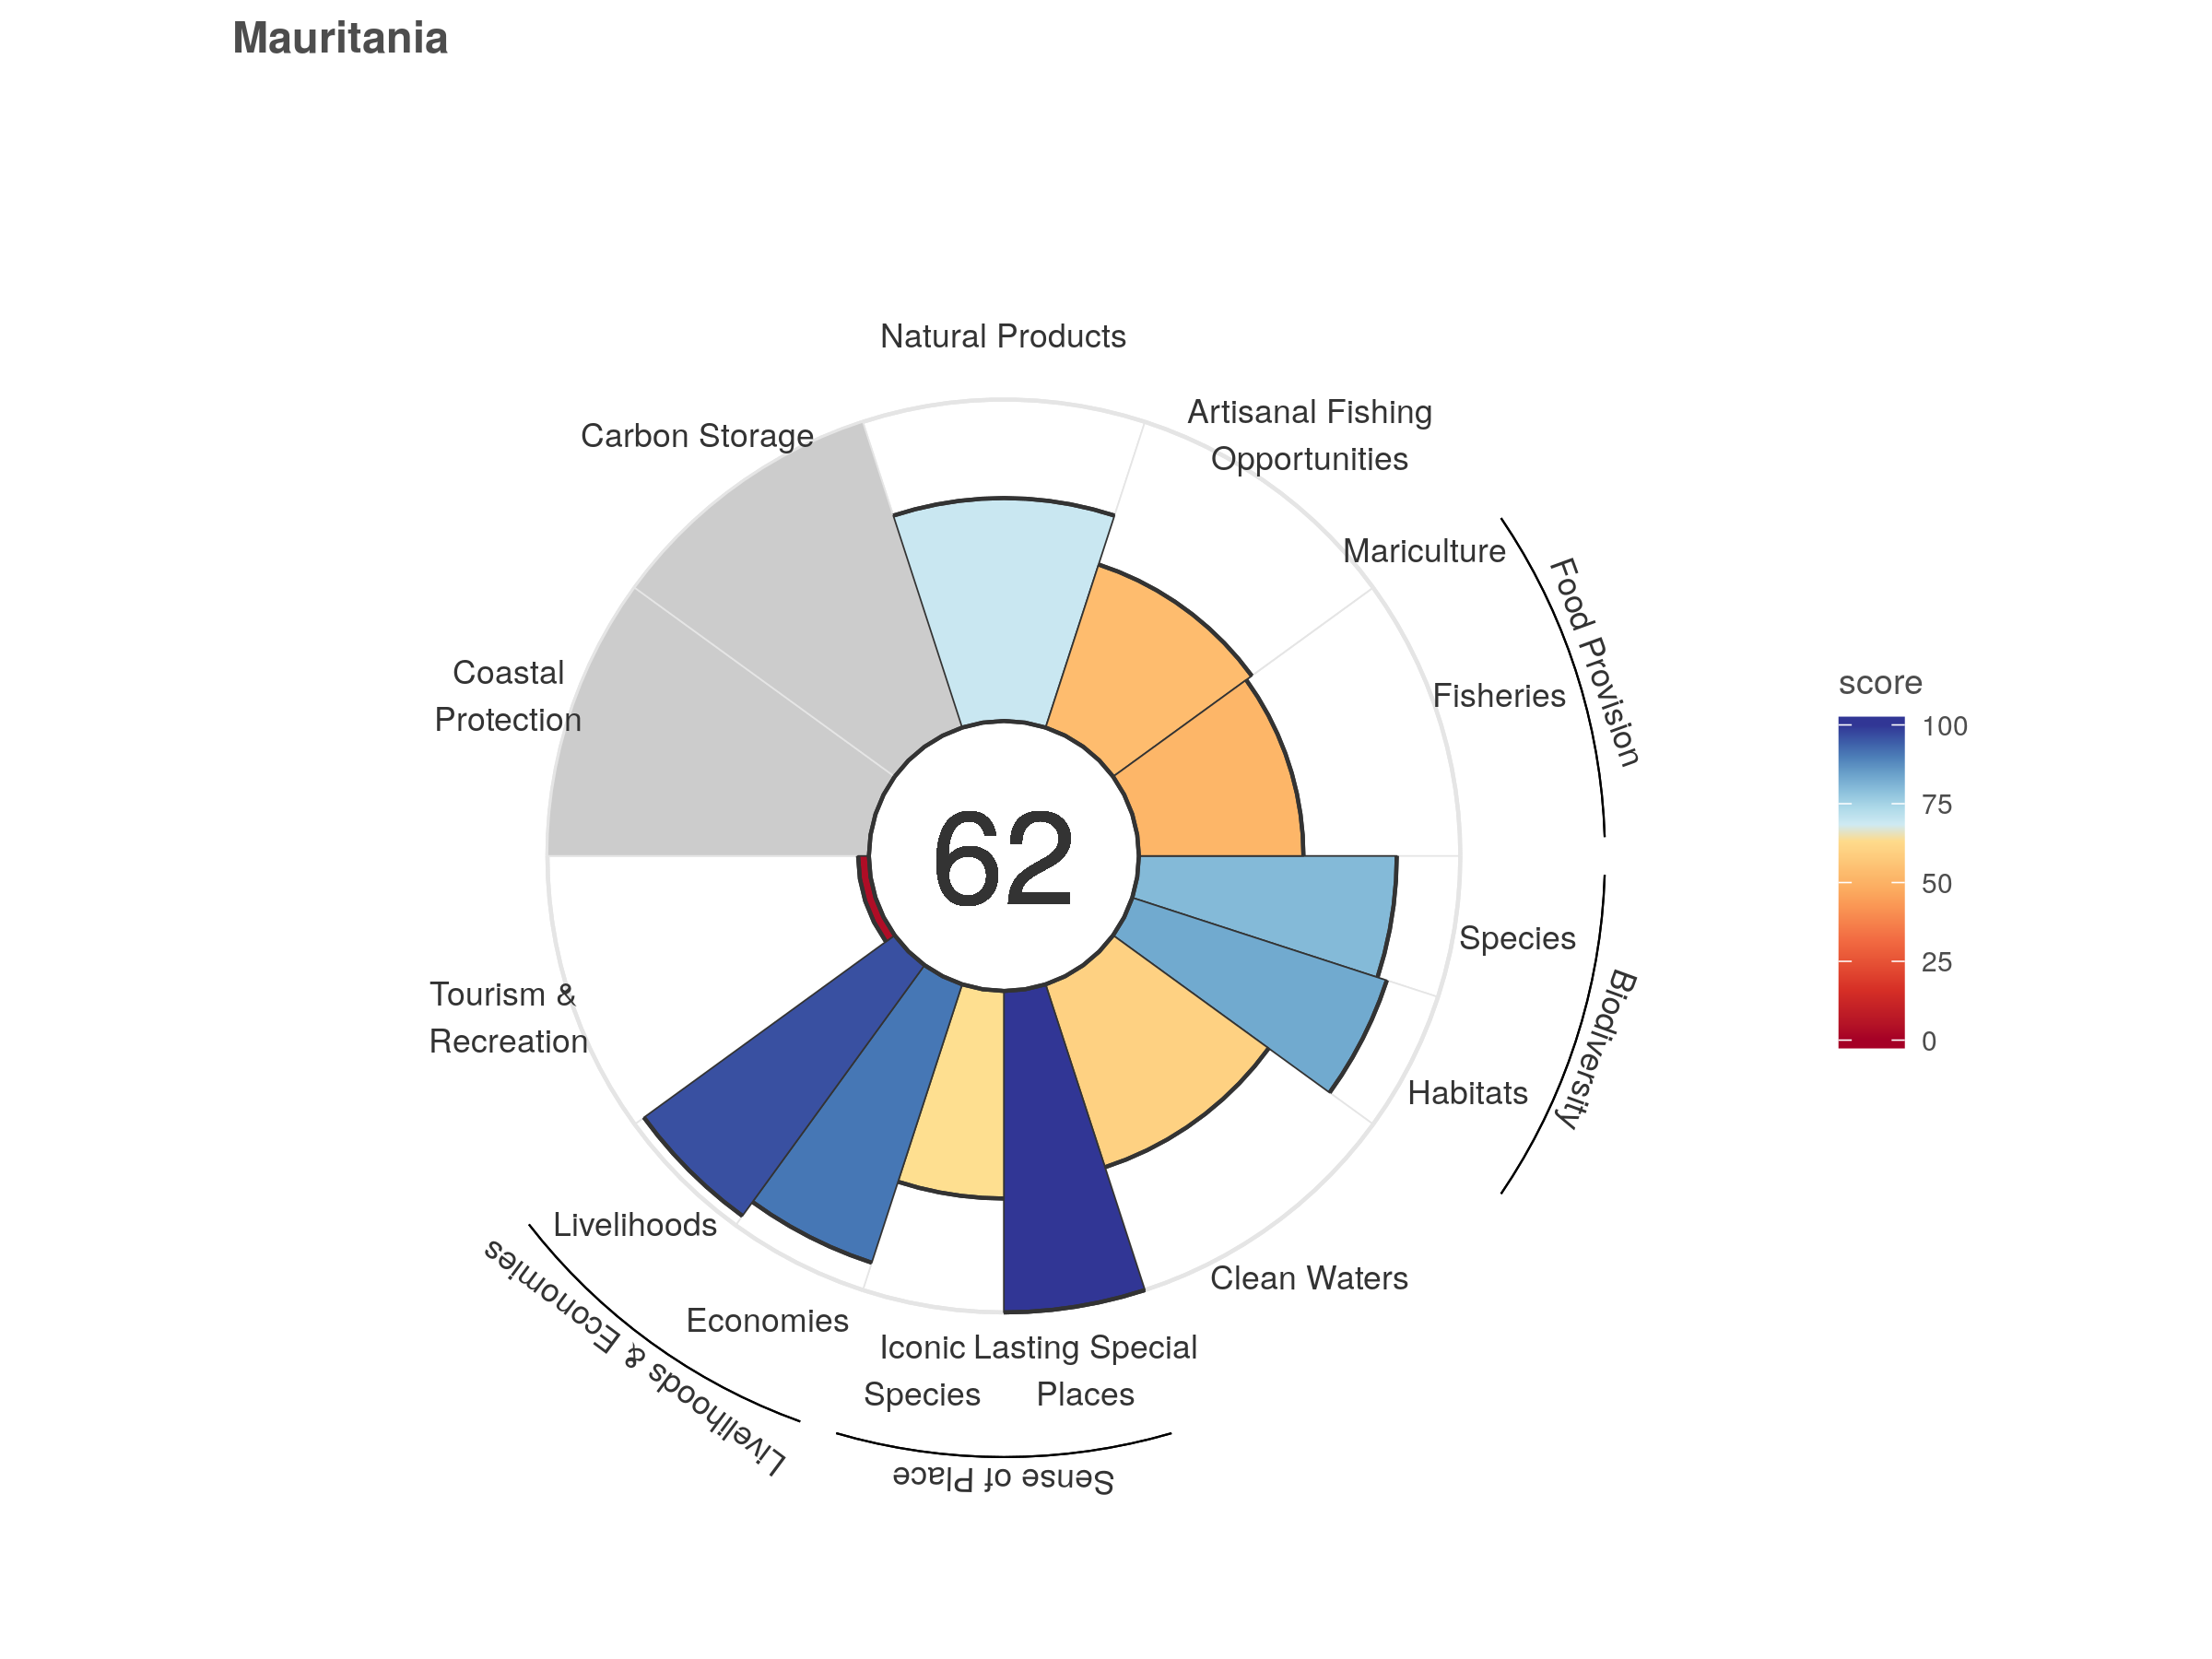 Mauritania
Natural Products
Artisanal Fishing
Opportunities
Carbon Storage
Mariculture
Food Provision
Fisheries
Coastal
Protection
62
score
100
75
50
25
0
Species
Biodiversity
Habitats
Tourism &
Recreation
Livelihoods
Clean Waters
Economies
Livelihoods & Economies
Iconic
Species
Lasting Special
Places
Sense of Place